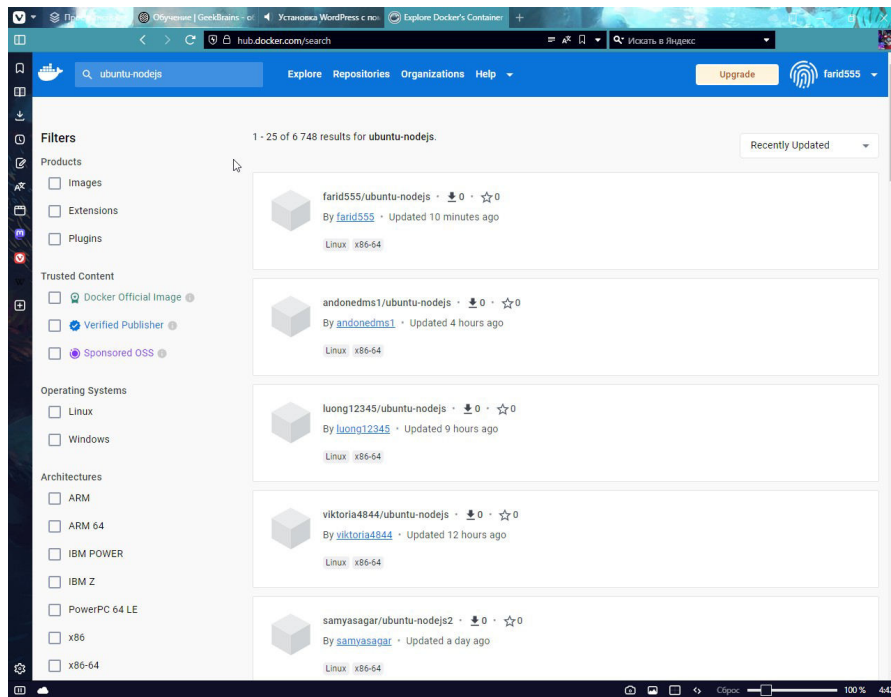 Обучение | GeekBrains - об
Установка WordPress с пом
Explore Docker's Container
hub.docker.com/search
Искать в Яндекс
ubuntu-nodejs
Explore Repositories Organizations Help
Upgrade
farid555
Filters
1 - 25 of 6 748 results for ubuntu-nodejs.
Recently Updated
Products
Images
Extensions
Plugins
Trusted Content
Docker Official Image
Verified Publisher
Sponsored OSS
Operating Systems
Linux
Windows
Architectures
ARM
ARM 64
IBM POWER
IBM Z
PowerPC 64 LE
x86
x86-64
farid555/ubuntu-nodejs · 0 · 0
By farid555 · Updated 10 minutes ago
Linux x86-64
andonedms1/ubuntu-nodejs · 0 · 0
By andonedms1 · Updated 4 hours ago
Linux x86-64
luong12345/ubuntu-nodejs · 0 · 0
By luong12345 · Updated 9 hours ago
Linux x86-64
viktoria4844/ubuntu-nodejs · 0 · 0
By viktoria4844 · Updated 12 hours ago
Linux x86-64
samyasagar/ubuntu-nodejs2 · 0 · 0
By samyasagar · Updated a day ago
Linux x86-64
Сброс
100 %